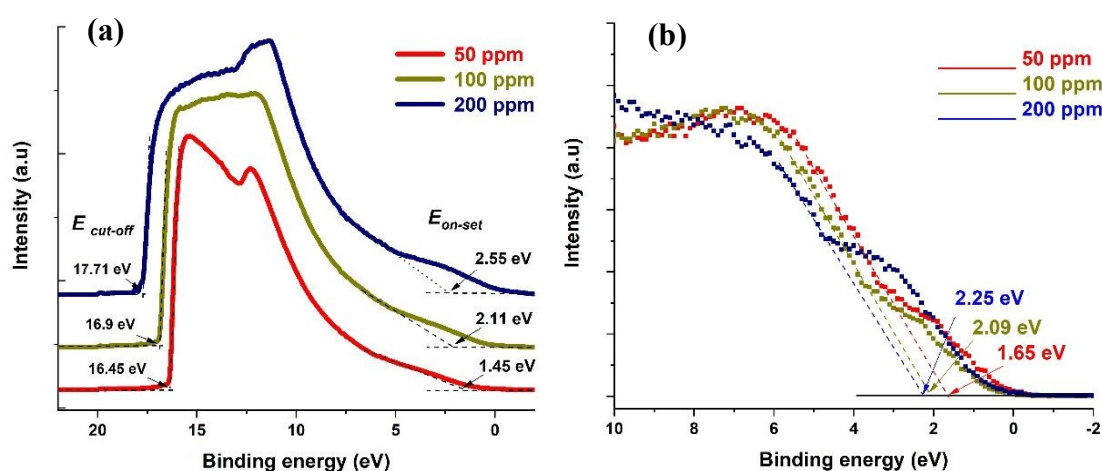 (a)
50 ppm
100 ppm
200 ppm
Intensity (a.u)
E cut-off
E on-set
17.71 eV
2.55 eV
16.9 eV
2.11 eV
16.45 eV
1.45 eV
20 15 10 5 0
Binding energy (eV)
(b)
50 ppm
100 ppm
200 ppm
Intensity (a.u)
2.25 eV
2.09 eV
1.65 eV
10 8 6 4 2 0 -2
Binding energy (eV)